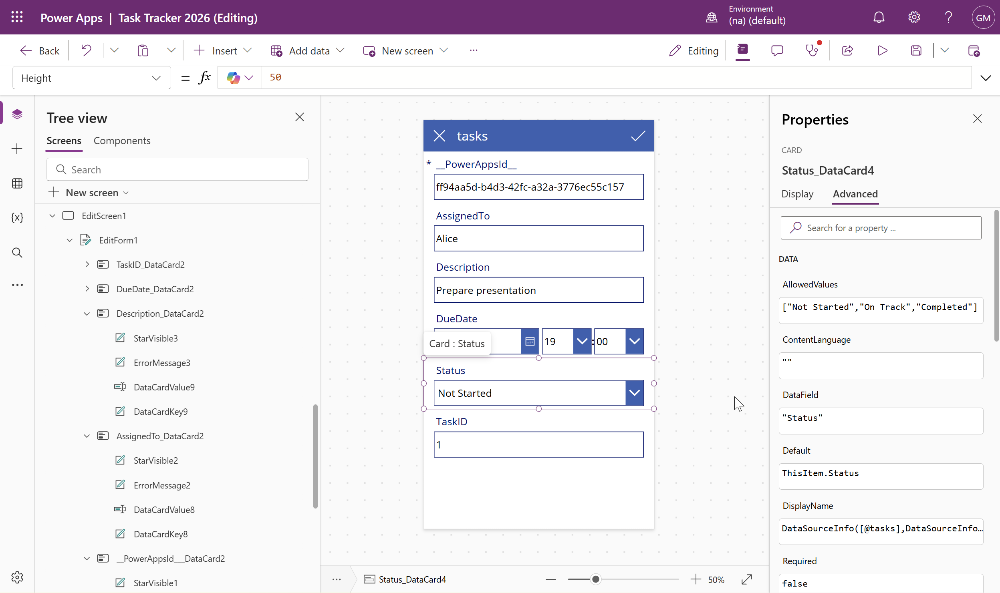 Power Apps | Task Tracker 2026 (Editing)
Environment
(na) (default)
GM
Back
Insert
Add data
New screen
...
Editing
Height
= fx
50
Tree view
Screens
Components
Search
New screen
EditScreen1
EditForm1
TaskID_DataCard2
DueDate_DataCard2
Description_DataCard2
StarVisible3
ErrorMessage3
DataCardValue9
DataCardKey9
AssignedTo_DataCard2
StarVisible2
ErrorMessage2
DataCardValue8
DataCardKey8
__PowerAppsId___DataCard2
StarVisible1
tasks
* __PowerAppsId__
ff94aa5d-b4d3-42fc-a32a-3776ec55c157
AssignedTo
Alice
Description
Prepare presentation
DueDate
Card : Status
19
:
00
Status
Not Started
TaskID
1
... Status_DataCard4
50%
Properties
CARD
Status_DataCard4
Display
Advanced
Search for a property ...
DATA
AllowedValues
["Not Started","On Track","Completed"]
ContentLanguage
""
DataField
"Status"
Default
ThisItem.Status
DisplayName
DataSourceInfo([@tasks],DataSourceInfo...
Required
false